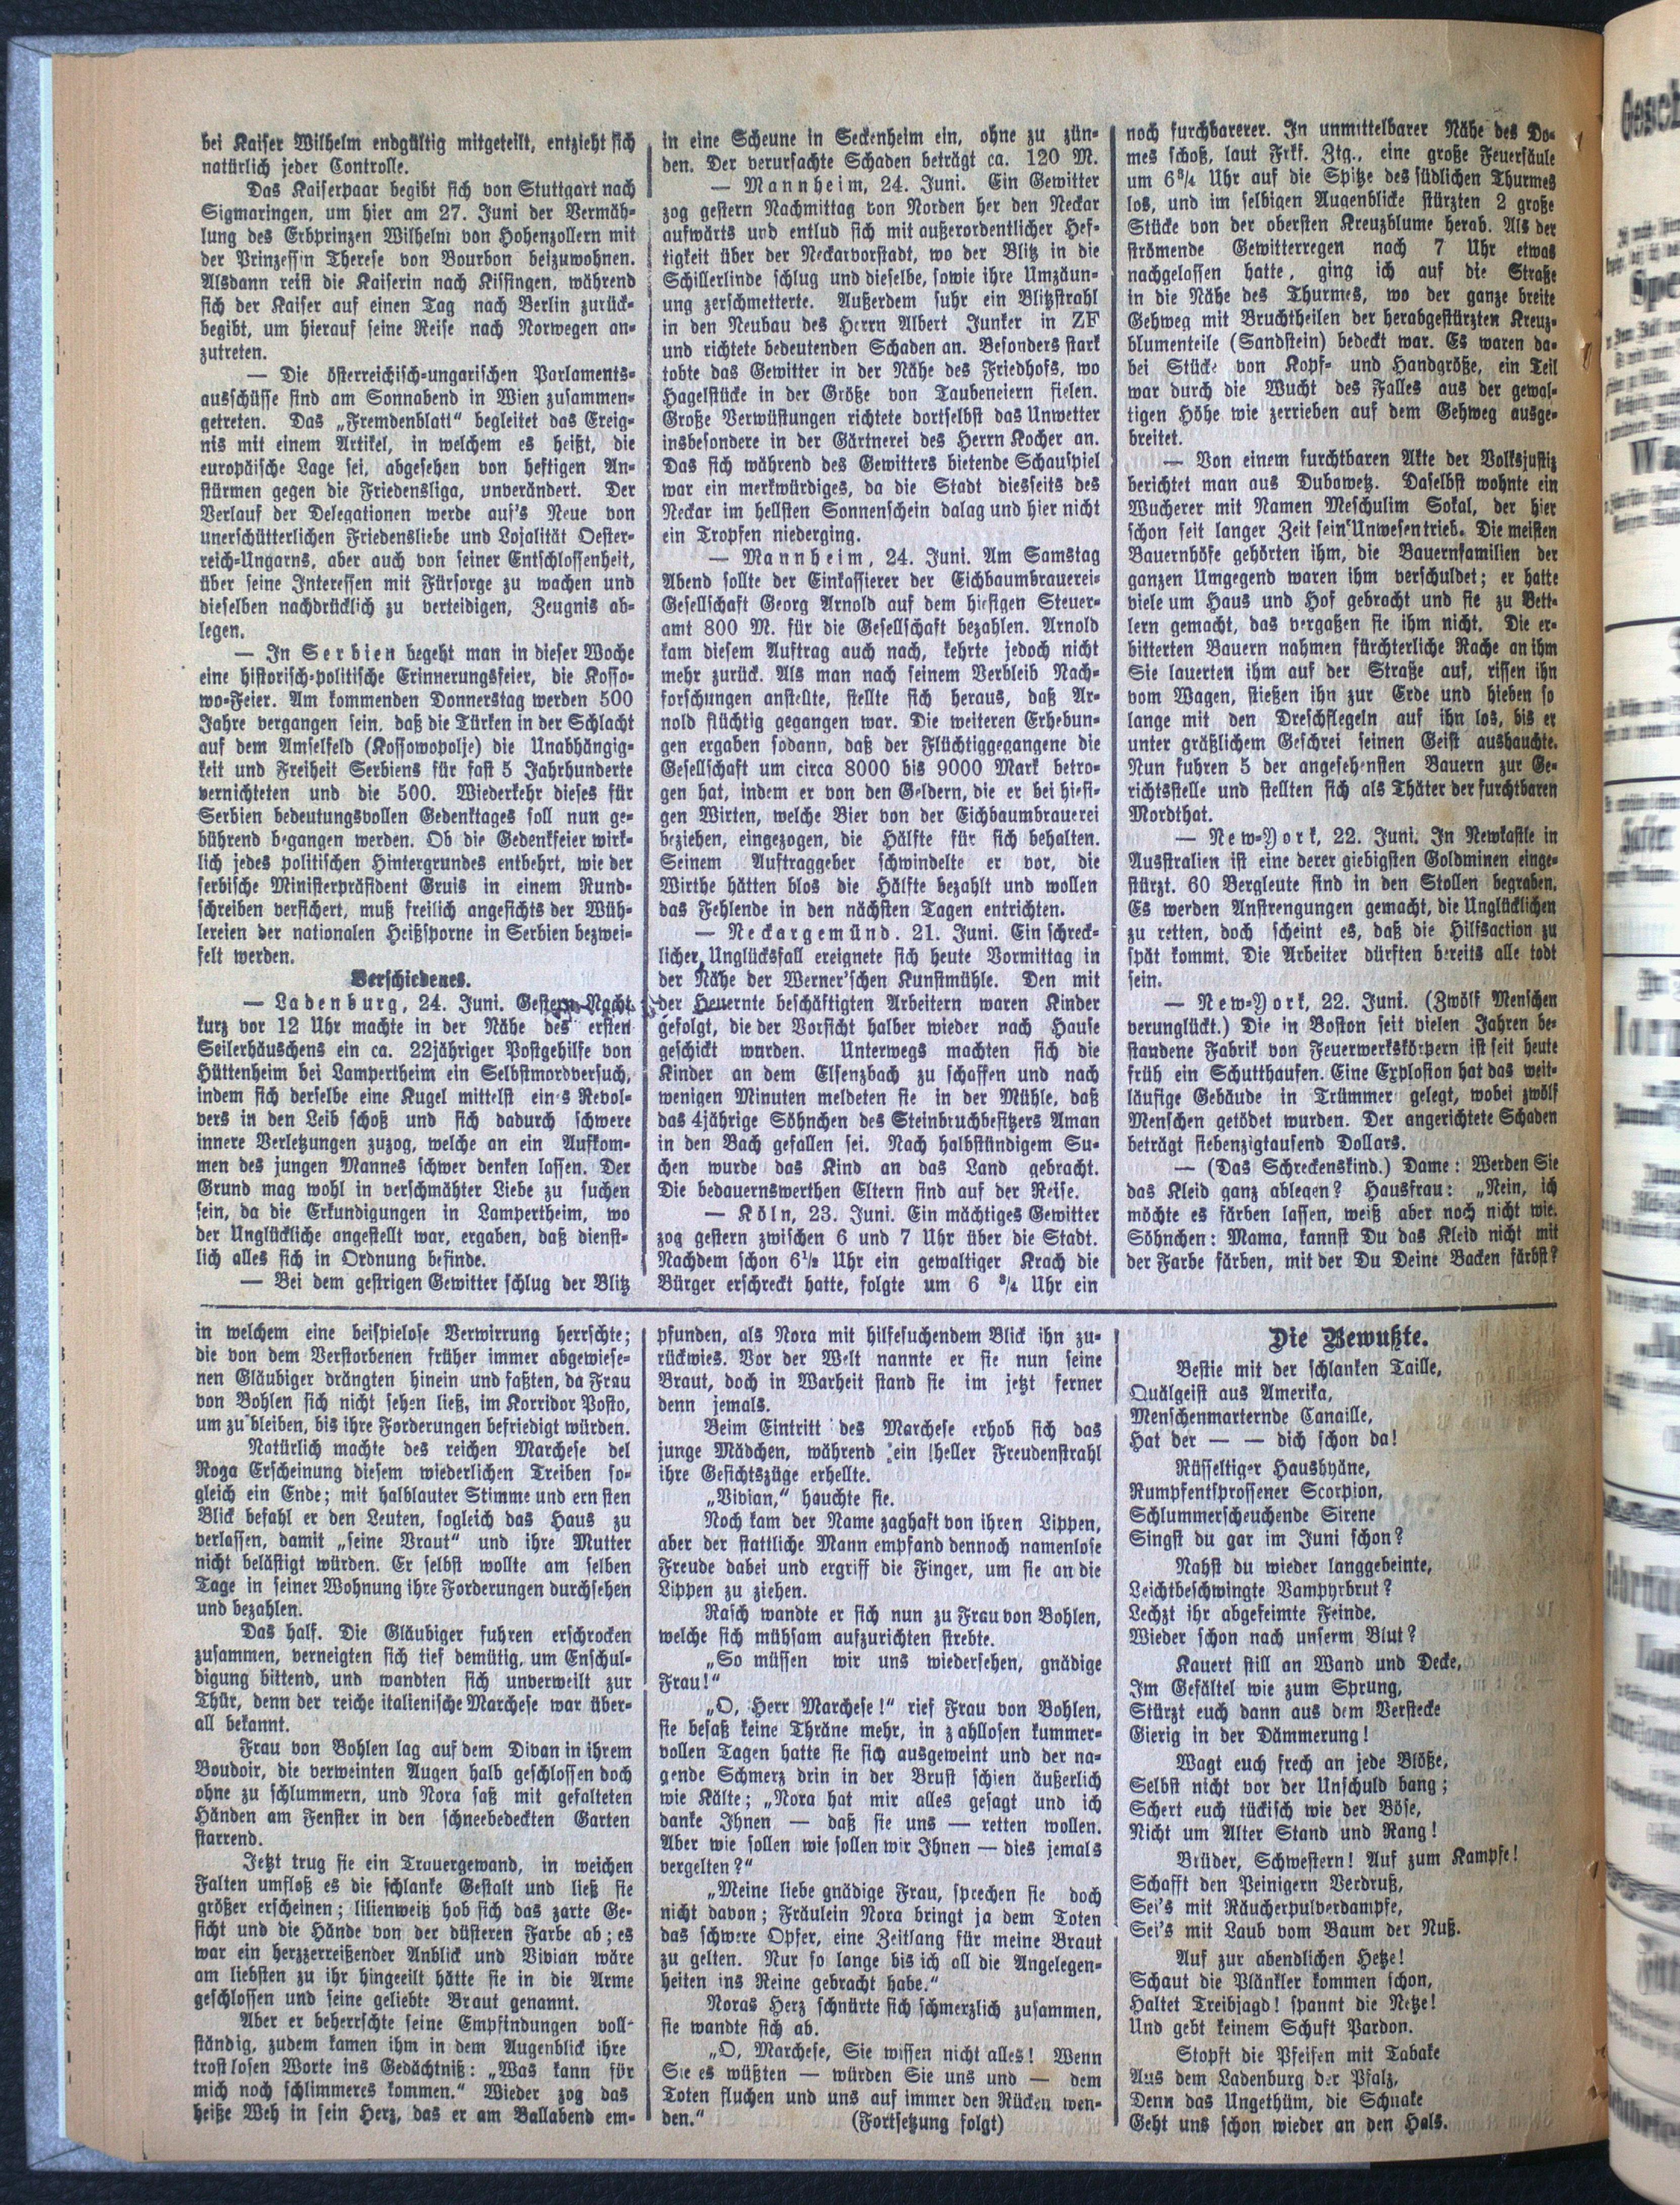 bei Kaiser Wilhelm endgültig mitgeteilt, entzieht sich
natürlich jeder Controlle.
Das Kaiserpaar begibt sich von Stuttgart nach
Sigmaringen, um hier am 27. Juni der Vermäh-
lung des Erbprinzen Wilhelm von Hohenzollern mit
der Prinzessin Therese von Bourbon beizuwohnen.
Alsdann reist die Kaiserin nach Kissingen, während
sich der Kaiser auf einen Tag nach Berlin zurück-
begibt, um hierauf seine Reise nach Norwegen an-
zutreten.
— Die österreichisch-ungarischen Parlaments-
ausschüsse sind am Sonnabend in Wien zusammen-
getreten. Das „Fremdenblatt“ begleitet das Ereig-
nis mit einem Artikel, in welchem es heißt, die
europäische Lage sei, abgesehen von heftigen An-
stürmen gegen die Friedensliga, unverändert. Der
Verlauf der Delegationen werde auf's Neue von
unerschütterlichen Friedensliebe und Lojalität Oester-
reich-Ungarns, aber auch von seiner Entschlossenheit,
über seine Interessen mit Fürsorge zu wachen und
dieselben nachdrücklich zu verteidigen, Zeugnis ab-
legen.
— In Serbien begeht man in dieser Woche
eine historisch-politische Erinnerungsfeier, die Kosso-
wo-Feier. Am kommenden Donnerstag werden 500
Jahre vergangen sein, daß die Türken in der Schlacht
auf dem Amselfeld (Kossowopolje) die Unabhängig-
keit und Freiheit Serbiens für fast 5 Jahrhunderte
vernichteten und die 500. Wiederkehr dieses für
Serbien bedeutungsvollen Gedenktages soll nun ge-
bührend begangen werden. Ob die Gedenkfeier wirk-
lich jedes politischen Hintergrundes entbehrt, wie der
serbische Ministerpräsident Gruis in einem Rund-
schreiben versichert, muß freilich angesichts der Wüh-
lereien der nationalen Heißsporne in Serbien bezwei-
felt werden.
Verschiedenes.
— Ladenburg, 24. Juni. Gestern Nacht
kurz vor 12 Uhr machte in der Nähe des ersten
Seilerhäuschens ein ca. 22jähriger Postgehilfe von
Hüttenheim bei Lampertheim ein Selbstmordversuch,
indem sich derselbe eine Kugel mittelst eines Revol-
vers in den Leib schoß und sich dadurch schwere
innere Verletzungen zuzog, welche an ein Aufkom-
men des jungen Mannes schwer denken lassen. Der
Grund mag wohl in verschmähter Liebe zu suchen
sein, da die Erkundigungen in Lampertheim, wo
der Unglückliche angestellt war, ergaben, daß dienst-
lich alles sich in Ordnung befinde.
— Bei dem gestrigen Gewitter schlug der Blitz
in eine Scheune in Seckenheim ein, ohne zu zün-
den. Der verursachte Schaden beträgt ca. 120 M.
— Mannheim, 24. Juni. Ein Gewitter
zog gestern Nachmittag von Norden her den Neckar
aufwärts und entlud sich mit außerordentlicher Hef-
tigkeit über der Neckarvorstadt, wo der Blitz in die
Schillerlinde schlug und dieselbe, sowie ihre Umzäun-
ung zerschmetterte. Außerdem fuhr ein Blitzstrahl
in den Neubau des Herrn Albert Junker in ZF
und richtete bedeutenden Schaden an. Besonders stark
tobte das Gewitter in der Nähe des Friedhofs, wo
Hagelstücke in der Größe von Taubeneiern fielen.
Große Verwüstungen richtete dortselbst das Unwetter
insbesondere in der Gärtnerei des Herrn Kocher an.
Das sich während des Gewitters bietende Schauspiel
war ein merkwürdiges, da die Stadt diesseits des
Neckar im hellsten Sonnenschein dalag und hier nicht
ein Tropfen niederging.
— Mannheim, 24. Juni. Am Samstag
Abend sollte der Einkassierer der Eichbaumbrauerei-
Gesellschaft Georg Arnold auf dem hiesigen Steuer-
amt 800 M. für die Gesellschaft bezahlen. Arnold
kam diesem Auftrag auch nach, kehrte jedoch nicht
mehr zurück. Als man nach seinem Verbleib Nach-
forschungen anstellte, stellte sich heraus, daß Ar-
nold flüchtig gegangen war. Die weiteren Erhebun-
gen ergaben sodann, daß der Flüchtiggegangene die
Gesellschaft um circa 8000 bis 9000 Mark betro-
gen hat, indem er von den Geldern, die er bei hiesi-
gen Wirten, welche Bier von der Eichbaumbrauerei
beziehen, eingezogen, die Hälfte für sich behalten.
Seinem Auftraggeber schwindelte er vor, die
Wirthe hätten blos die Hälfte bezahlt und wollen
das Fehlende in den nächsten Tagen entrichten.
— Neckargemünd. 21. Juni. Ein schreck-
licher Unglücksfall ereignete sich heute Vormittag in
der Nähe der Werner'schen Kunstmühle. Den mit
der Heuernte beschäftigten Arbeitern waren Kinder
gefolgt, die der Vorsicht halber wieder nach Hause
geschickt wurden. Unterwegs machten sich die
Kinder an dem Elsenzbach zu schaffen und nach
wenigen Minuten meldeten sie in der Mühle, daß
das 4jährige Söhnchen des Steinbruchbesitzers Aman
in den Bach gefallen sei. Nach halbstündigem Su-
chen wurde das Kind an das Land gebracht.
Die bedauernswerthen Eltern sind auf der Reise.
— Köln, 23. Juni. Ein mächtiges Gewitter
zog gestern zwischen 6 und 7 Uhr über die Stadt.
Nachdem schon 6½ Uhr ein gewaltiger Krach die
Bürger erschreckt hatte, folgte um 6 ¾ Uhr ein
noch furchbarerer. In unmittelbarer Nähe des Do-
mes schoß, laut Frkf. Ztg., eine große Feuersäule
um 6¾ Uhr auf die Spitze des südlichen Thurmes
los, und im selbigen Augenblicke stürzten 2 große
Stücke von der obersten Kreuzblume herab. Als der
strömende Gewitterregen nach 7 Uhr etwas
nachgelassen hatte, ging ich auf die Straße
in die Nähe des Thurmes, wo der ganze breite
Gehweg mit Bruchtheilen der herabgestürzten Kreuz-
blumenteile (Sandstein) bedeckt war. Es waren da-
bei Stücke von Kopf- und Handgröße, ein Teil
war durch die Wucht des Falles aus der gewal-
tigen Höhe wie zerrieben auf dem Gehweg ausge-
breitet.
— Von einem furchtbaren Akte der Volksjustiz
berichtet man aus Dubowetz. Daselbst wohnte ein
Wucherer mit Namen Meschulim Sokal, der hier
schon seit langer Zeit sein Unwesen trieb. Die meisten
Bauernhöfe gehörten ihm, die Bauernfamilien der
ganzen Umgegend waren ihm verschuldet; er hatte
viele um Haus und Hof gebracht und sie zu Bett-
lern gemacht, das vergaßen sie ihm nicht. Die er-
bitterten Bauern nahmen fürchterliche Rache an ihm
Sie lauerten ihm auf der Straße auf, rissen ihn
vom Wagen, stießen ihn zur Erde und hieben so
lange mit den Dreschflegeln auf ihn los, bis er
unter gräßlichem Geschrei seinen Geist aushauchte.
Nun fuhren 5 der angesehensten Bauern zur Ge-
richtsstelle und stellten sich als Thäter der furchtbaren
Mordthat.
— New-York, 22. Juni. In Newkastle in
Ausstralien ist eine derer giebigsten Goldminen einge-
stürzt. 60 Bergleute sind in den Stollen begraben.
Es werden Anstrengungen gemacht, die Unglücklichen
zu retten, doch scheint es, daß die Hilfsaction zu
spät kommt. Die Arbeiter dürften bereits alle todt
sein.
— New-York, 22. Juni. (Zwölf Menschen
verunglückt.) Die in Boston seit vielen Jahren be-
standene Fabrik von Feuerwerkskörpern ist seit heute
früh ein Schutthaufen. Eine Explosion hat das weit-
läufige Gebäude in Trümmer gelegt, wobei zwölf
Menschen getödet wurden. Der angerichtete Schaden
beträgt siebenzigtausend Dollars.
— (Das Schreckenskind.) Dame: Werden Sie
das Kleid ganz ablegen? Hausfrau: „Nein, ich
möchte es färben lassen, weiß aber noch nicht wie.
Söhnchen: Mama, kannst Du das Kleid nicht mit
der Farbe färben, mit der Du Deine Backen färbst?
in welchem eine beispielose Verwirrung herrschte;
die von dem Verstorbenen früher immer abgewiese-
nen Gläubiger drängten hinein und faßten, da Frau
von Bohlen sich nicht sehen ließ, im Korridor Posto,
um zu bleiben, bis ihre Forderungen befriedigt würden.
Natürlich machte des reichen Marchese del
Roga Erscheinung diesem wiederlichen Treiben so-
gleich ein Ende; mit halblauter Stimme und ernsten
Blick befahl er den Leuten, sogleich das Haus zu
verlassen, damit „seine Braut“ und ihre Mutter
nicht belästigt würden. Er selbst wollte am selben
Tage in seiner Wohnung ihre Forderungen durchsehen
und bezahlen.
Das half. Die Gläubiger fuhren erschrocken
zusammen, verneigten sich tief demütig, um Enschul-
digung bittend, und wandten sich unverweilt zur
Thür, denn der reiche italienische Marchese war über-
all bekannt.
Frau von Bohlen lag auf dem Divan in ihrem
Boudoir, die verweinten Augen halb geschlossen doch
ohne zu schlummern, und Nora saß mit gefalteten
Händen am Fenster in den schneebedeckten Garten
starrend.
Jetzt trug sie ein Trauergewand, in weichen
Falten umfloß es die schlanke Gestalt und ließ sie
größer erscheinen; lilienweiß hob sich das zarte Ge-
sicht und die Hände von der düsteren Farbe ab; es
war ein herzzerreißender Anblick und Vivian wäre
am liebsten zu ihr hingeeilt hätte sie in die Arme
geschlossen und seine geliebte Braut genannt.
Aber er beherrschte seine Empfindungen voll-
ständig, zudem kamen ihm in dem Augenblick ihre
trostlosen Worte ins Gedächtniß: „Was kann für
mich noch schlimmeres kommen.“ Wieder zog das
heiße Weh in sein Herz, das er am Ballabend em-
pfunden, als Nora mit hilfesuchendem Blick ihn zu-
rückwies. Vor der Welt nannte er sie nun seine
Braut, doch in Warheit stand sie im jetzt ferner
denn jemals.
Beim Eintritt des Marchese erhob sich das
junge Mädchen, während ein heller Freudenstrahl
ihre Gesichtszüge erhellte.
„Vivian,“ hauchte sie.
Noch kam der Name zaghaft von ihren Lippen,
aber der stattliche Mann empfand dennoch namenlose
Freude dabei und ergriff die Finger, um sie an die
Lippen zu ziehen.
Rasch wandte er sich nun zu Frau von Bohlen,
welche sich mühsam aufzurichten strebte.
„So müssen wir uns wiedersehen, gnädige
Frau!“
„O, Herr Marchese!“ rief Frau von Bohlen,
sie besaß keine Thräne mehr, in zahllosen kummer-
vollen Tagen hatte sie sich ausgeweint und der na-
gende Schmerz drin in der Brust schien äußerlich
wie Kälte; „Nora hat mir alles gesagt und ich
danke Ihnen — daß sie uns — retten wollen.
Aber wie sollen wie sollen wir Ihnen — dies jemals
vergelten?“
„Meine liebe gnädige Frau, sprechen sie doch
nicht davon; Fräulein Nora bringt ja dem Toten
das schwere Opfer, eine Zeitlang für meine Braut
zu gelten. Nur so lange bis ich all die Angelegen-
heiten ins Reine gebracht habe.“
Noras Herz schnürte sich schmerzlich zusammen,
sie wandte sich ab.
„O, Marchese, Sie wissen nicht alles! Wenn
Sie es wüßten — würden Sie uns und — dem
Toten fluchen und uns auf immer den Rücken wen-
den.“ (Fortsetzung folgt)
Die Bewußte.
Bestie mit der schlanken Taille,
Quälgeist aus Amerika,
Menschenmarternde Canaille,
Hat der — — dich schon da!
Rüsseltiger Haushyäne,
Rumpfentsprossener Scorpion,
Schlummerscheuchende Sirene
Singst du gar im Juni schon?
Nahst du wieder langgebeinte,
Leichtbeschwingte Vampyrbrut?
Lechzt ihr abgefeimte Feinde,
Wieder schon nach unserm Blut?
Kauert still an Wand und Decke,
Im Gefältel wie zum Sprung,
Stürzt euch dann aus dem Verstecke
Gierig in der Dämmerung!
Wagt euch frech an jede Blöße,
Selbst nicht vor der Unschuld bang;
Schert euch tückisch wie der Böse,
Nicht um Alter Stand und Rang!
Brüder, Schwestern! Auf zum Kampfe!
Schafft den Peinigern Verdruß,
Sei's mit Räucherpulverdampfe,
Sei's mit Laub vom Baum der Nuß.
Auf zur abendlichen Hetze!
Schaut die Plänkler kommen schon,
Haltet Treibjagd! spannt die Netze!
Und gebt keinem Schuft Pardon.
Stopft die Pfeifen mit Tabake
Aus dem Ladenburg der Pfalz,
Denn das Ungethüm, die Schnake
Geht uns schon wieder an den Hals.